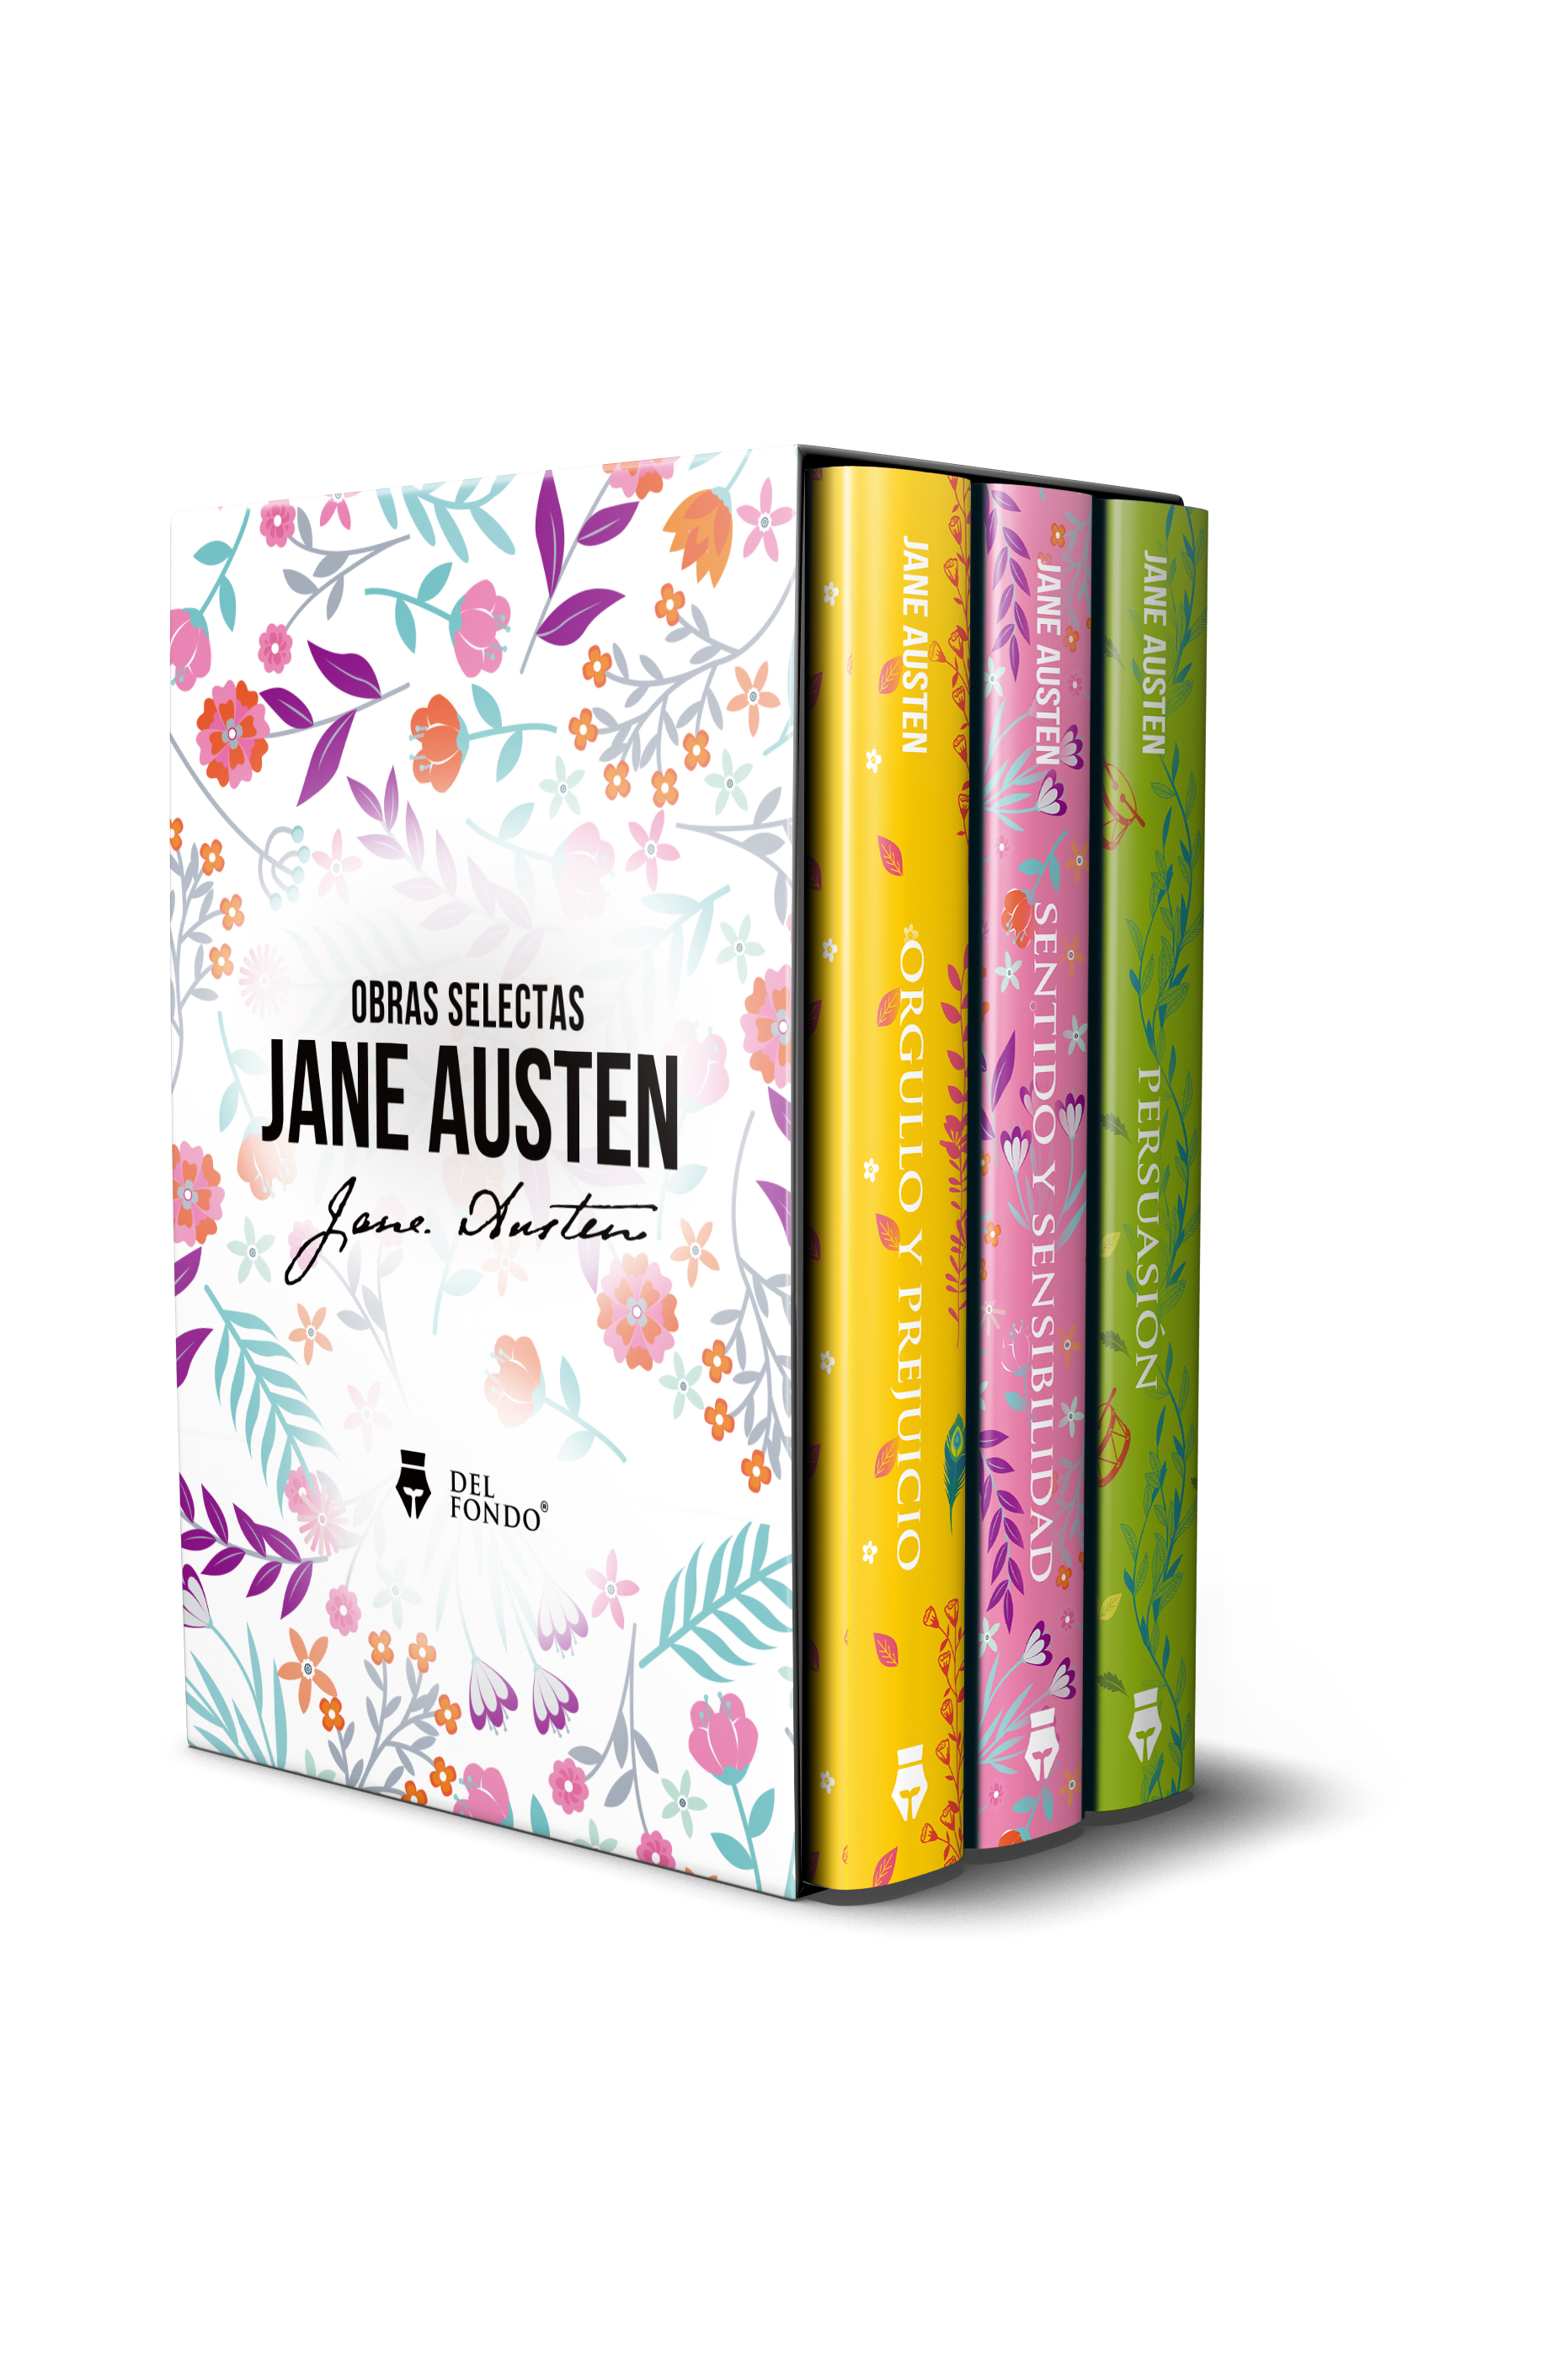 OBRAS SELECTAS
JANE AUSTEN
Jane Austen
DEL
FONDO®
JANE AUSTEN
ORGULLO Y PREJUICIO
JANE AUSTEN
SENTIDO Y SENSIBILIDAD
JANE AUSTEN
PERSUASIÓN